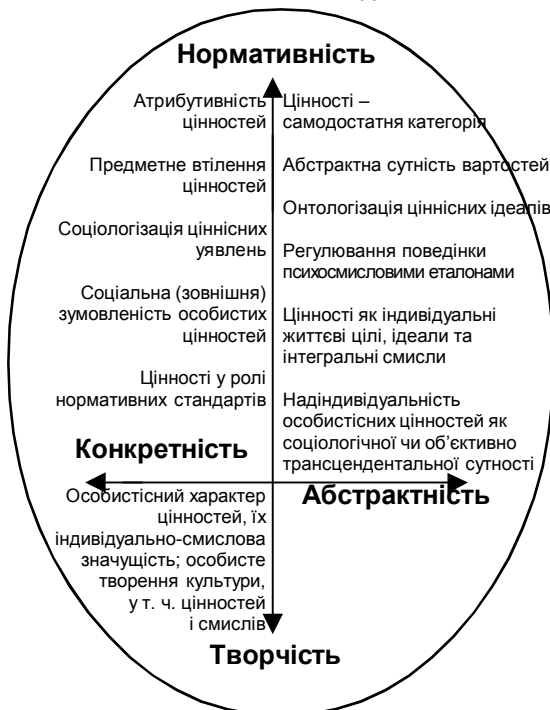 Нормативність
Атрибутивність
цінностей
Предметне втілення
цінностей
Соціологізація ціннісних
уявлень
Соціальна (зовнішня)
зумовленість особистих
цінностей
Цінності у ролі
нормативних стандартів
Цінності –
самодостатня категорія
Абстрактна сутність вартостей
Онтологізація ціннісних ідеалів
Регулювання поведінки
психосмисловими еталонами
Цінності як індивідуальні
життєві цілі, ідеали та
інтегральні смисли
Надіндивідуальність
особистісних цінностей як
соціологічної чи об’єктивно
трансцендентальної сутності
Конкретність
Абстрактність
Особистісний характер
цінностей, їх
індивідуально-смислова
значущість; особисте
творення культури,
у т. ч. цінностей
і смислів
Творчість